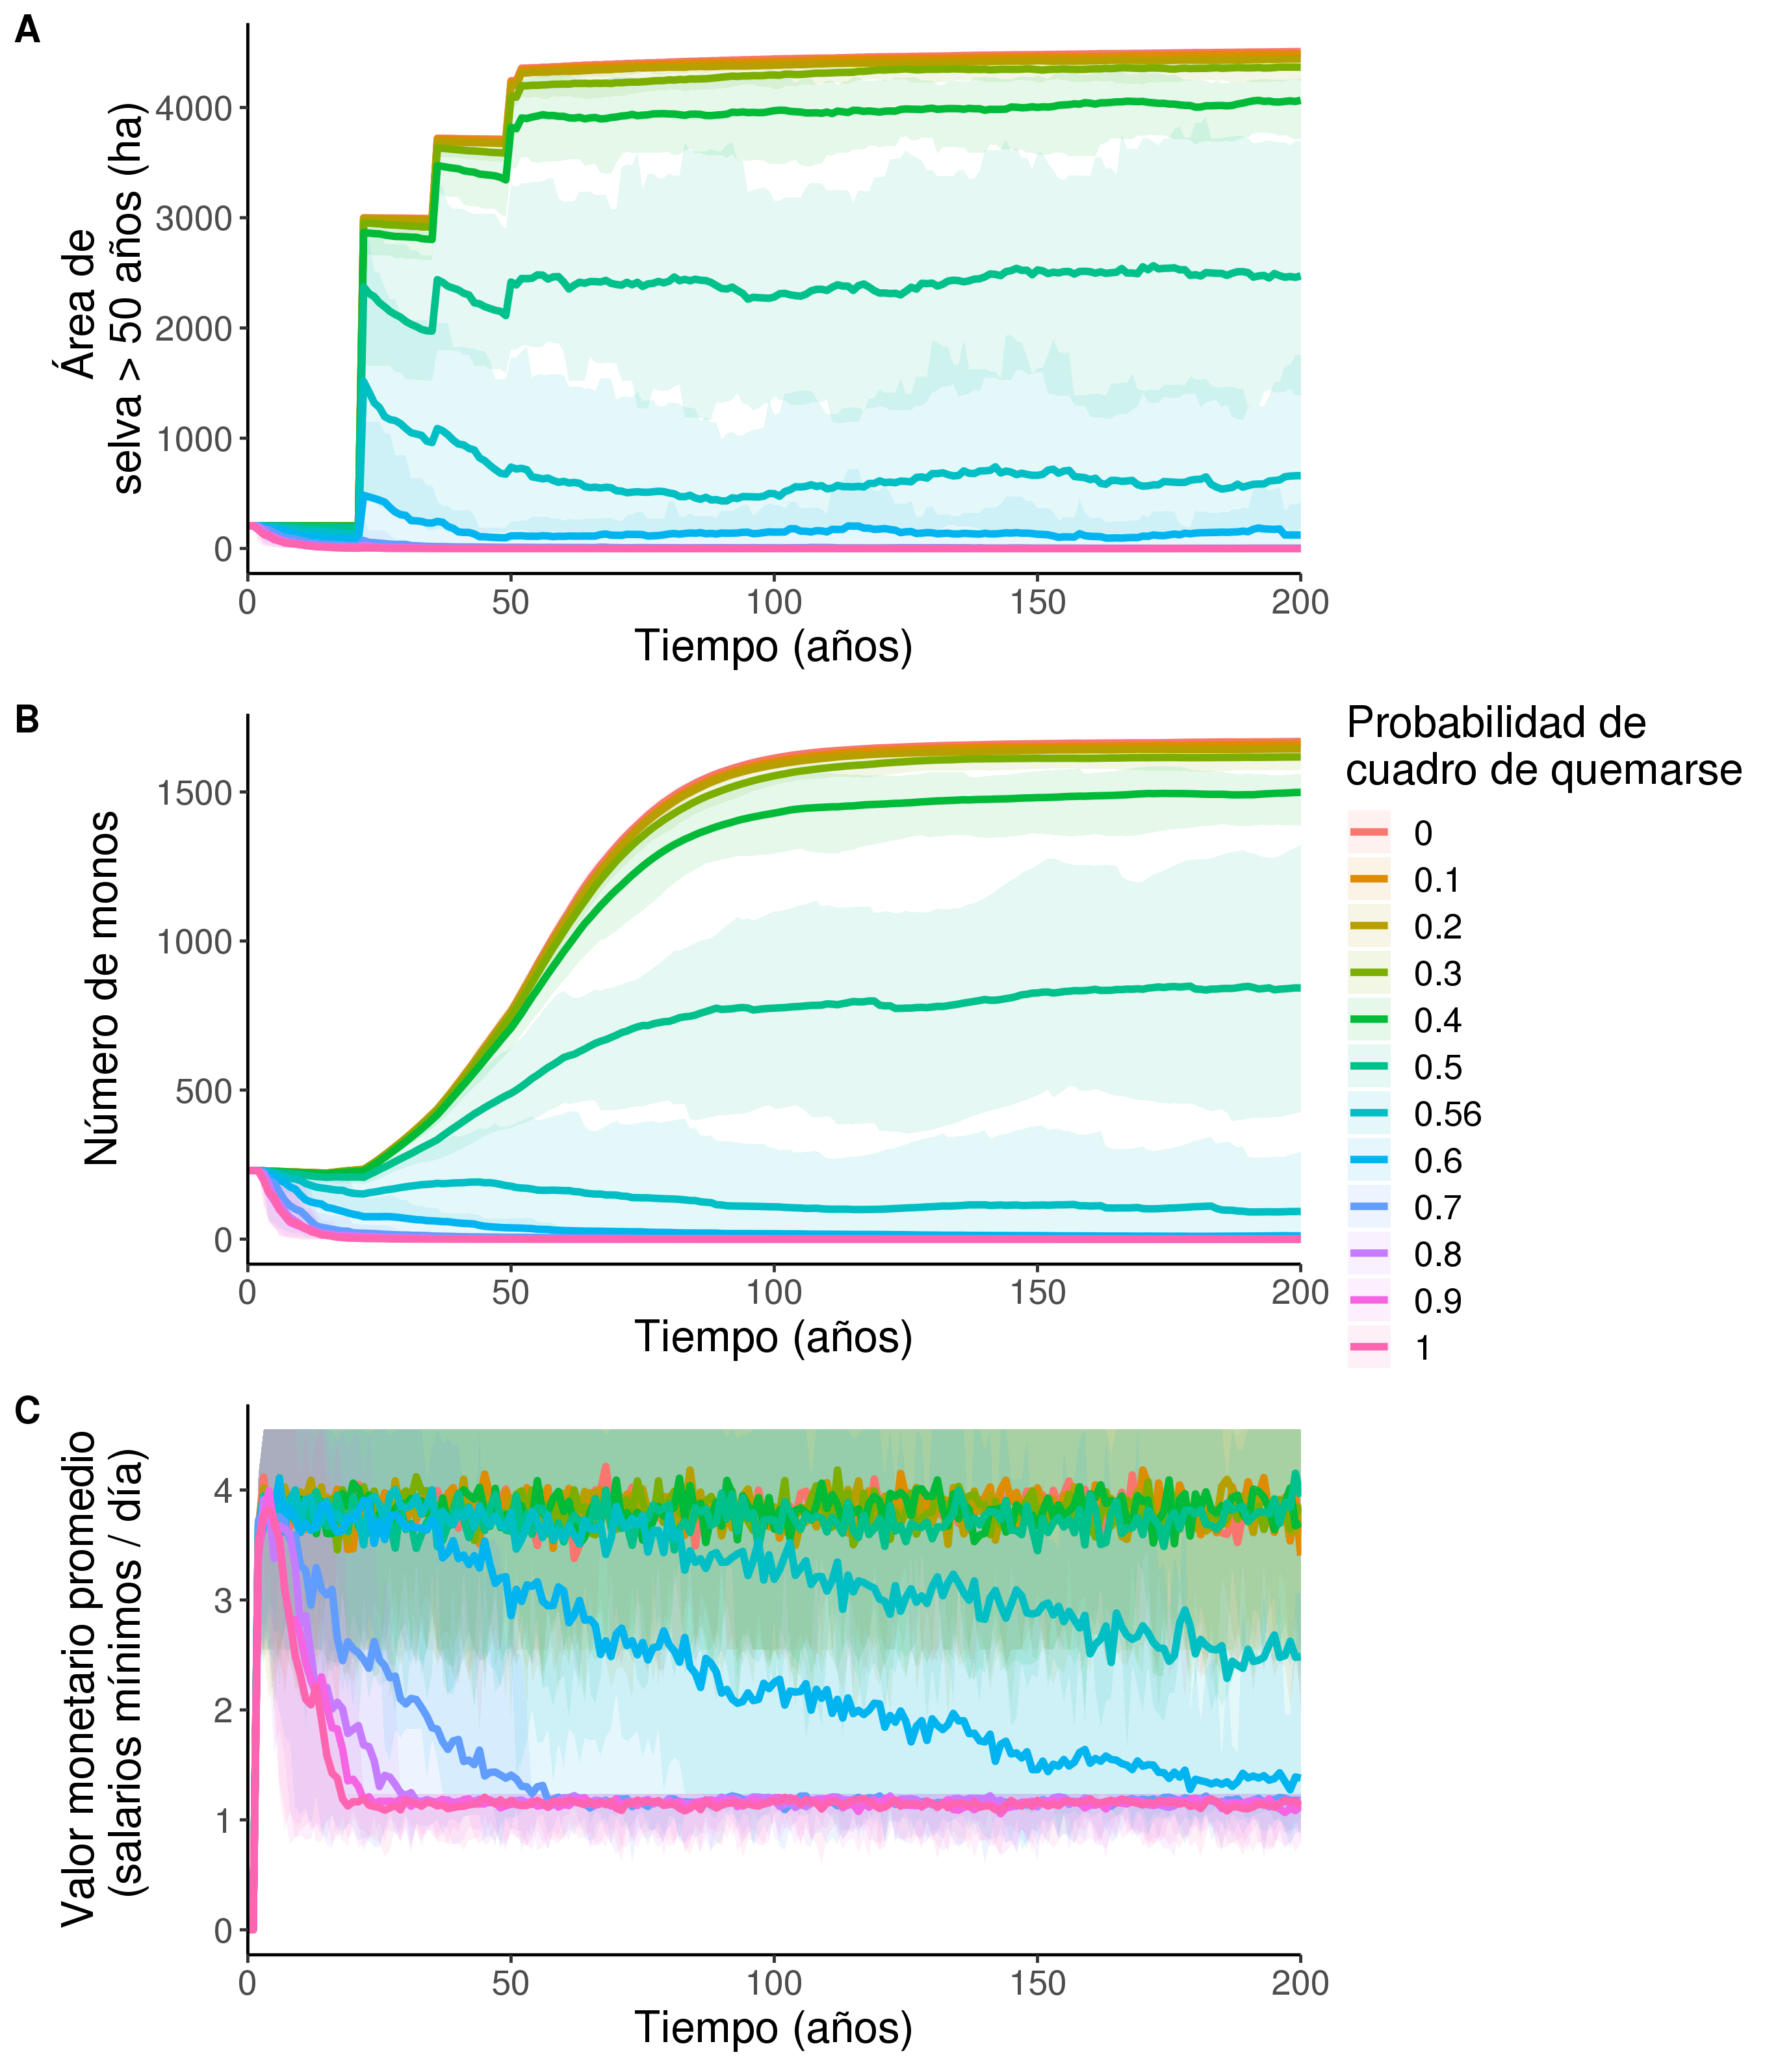 A
Área de
selva > 50 años (ha)
4000
3000
2000
1000
0
0 50 100 150 200
Tiempo (años)
B
Número de monos
1500
1000
500
0
0 50 100 150 200
Tiempo (años)
Probabilidad de
cuadro de quemarse
0
0.1
0.2
0.3
0.4
0.5
0.56
0.6
0.7
0.8
0.9
1
C
Valor monetario promedio
(salarios mínimos / día)
4
3
2
1
0
0 50 100 150 200
Tiempo (años)